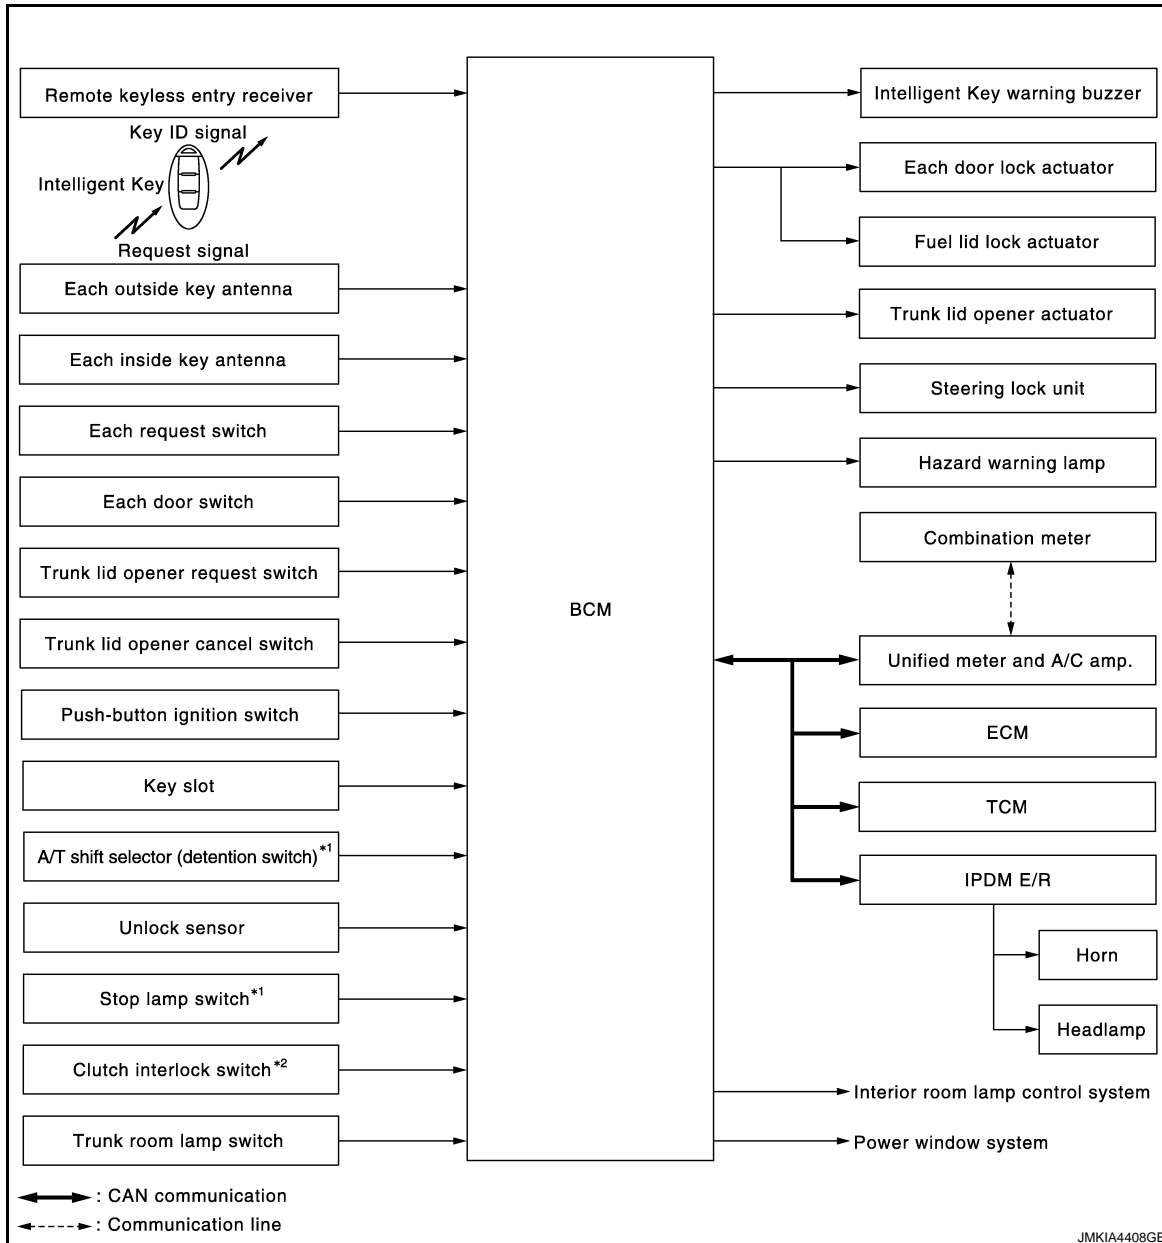 Remote keyless entry receiver
Key ID signal
Intelligent Key
Request signal
Each outside key antenna
Each inside key antenna
Each request switch
Each door switch
Trunk lid opener request switch
Trunk lid opener cancel switch
Push-button ignition switch
Key slot
A/T shift selector (detention switch)*1
Unlock sensor
Stop lamp switch*1
Clutch interlock switch*2
Trunk room lamp switch
BCM
Intelligent Key warning buzzer
Each door lock actuator
Fuel lid lock actuator
Trunk lid opener actuator
Steering lock unit
Hazard warning lamp
Combination meter
Unified meter and A/C amp.
ECM
TCM
IPDM E/R
Horn
Headlamp
Interior room lamp control system
Power window system
: CAN communication
: Communication line
JMKIA4408GB